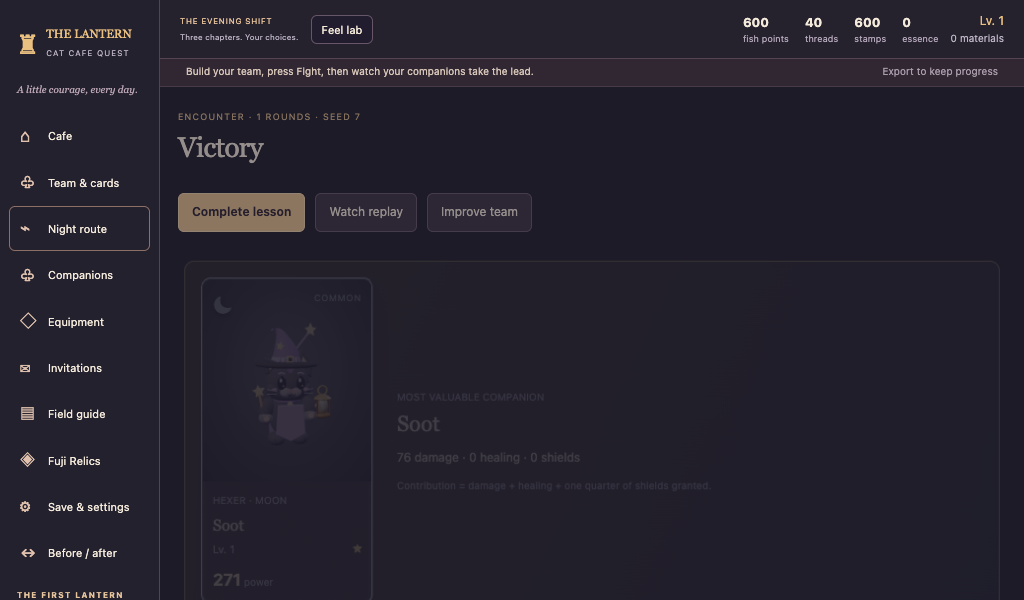 THE LANTERN
CAT CAFE QUEST
A little courage, every day.
Cafe
Team & cards
Night route
Companions
Equipment
Invitations
Field guide
Fuji Relics
Save & settings
Before / after
THE FIRST LANTERN
THE EVENING SHIFT
Three chapters. Your choices.
Feel lab
600
fish points
40
threads
600
stamps
0
essence
Lv. 1
0 materials
Build your team, press Fight, then watch your companions take the lead.
Export to keep progress
ENCOUNTER · 1 ROUNDS · SEED 7
Victory
Complete lesson
Watch replay
Improve team
COMMON
HEXER · MOON
Soot
Lv. 1
271 power
MOST VALUABLE COMPANION
Soot
76 damage · 0 healing · 0 shields
Contribution = damage + healing + one quarter of shields granted.